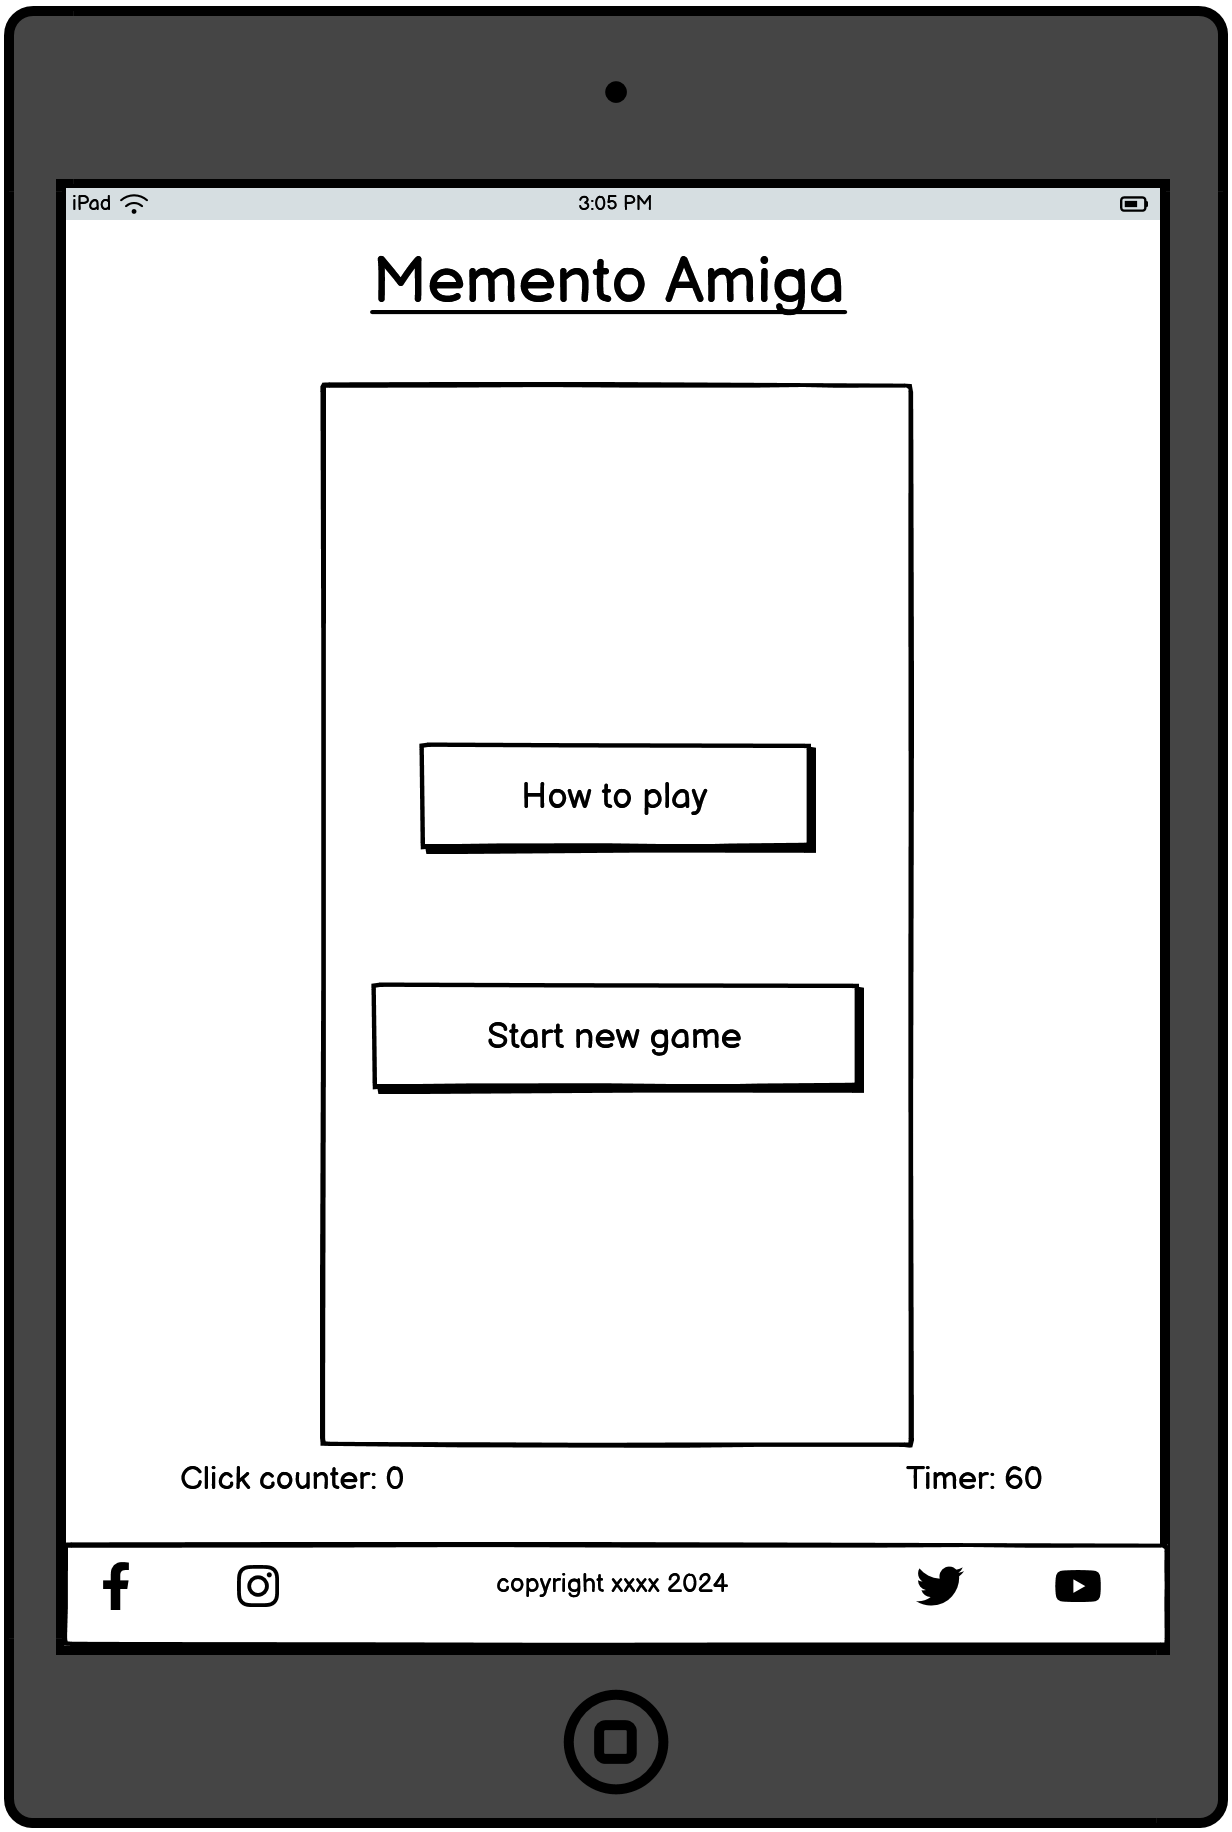 iPad 3:05 PM
Memento Amiga
How to play
Start new game
Click counter: 0 Timer: 60
copyright xxxx 2024